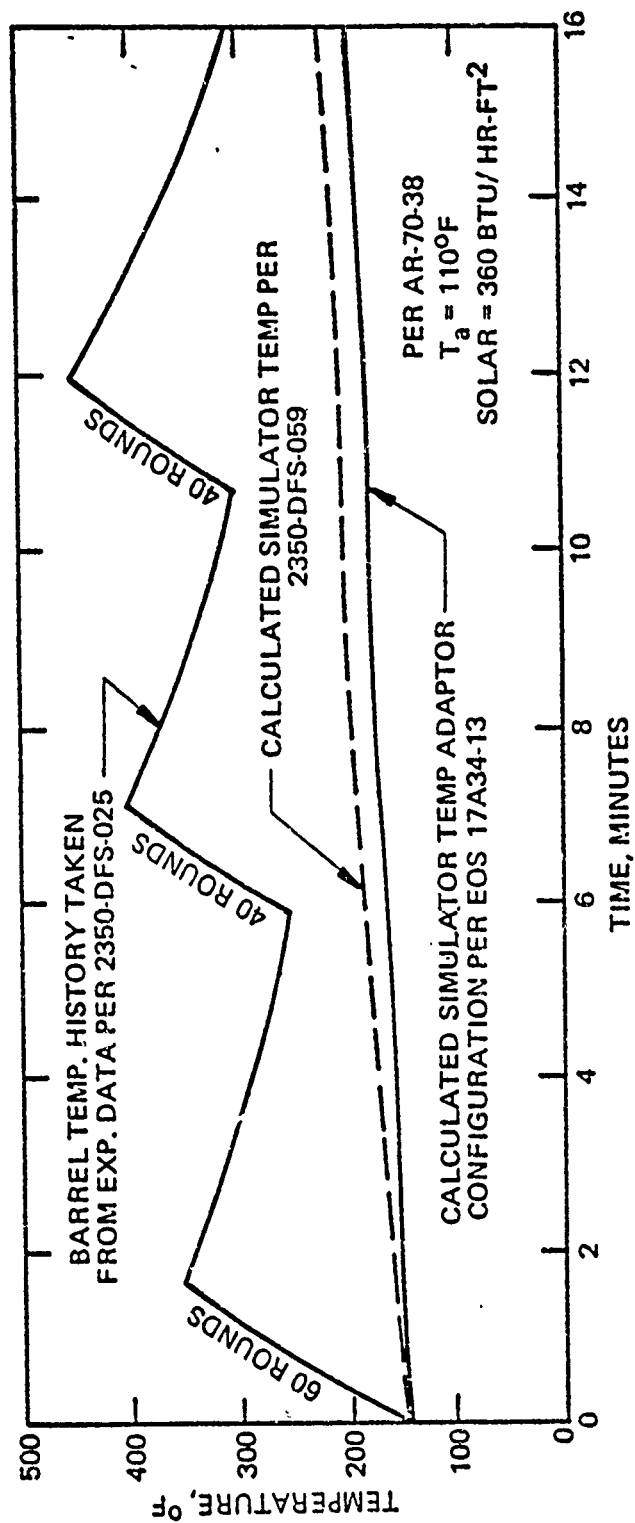 TEMPERATURE, °F
500
400
300
200
100
0
BARREL TEMP. HISTORY TAKEN
FROM EXP. DATA PER 2350-DFS-025
60 ROUNDS
40 ROUNDS
40 ROUNDS
CALCULATED SIMULATOR TEMP PER
2350-DFS-059
CALCULATED SIMULATOR TEMP ADAPTOR
CONFIGURATION PER EOS 17A34-13
PER AR-70-38
Ta = 110°F
SOLAR = 360 BTU/ HR-FT2
0
2
4
6
8
10
12
14
16
TIME, MINUTES